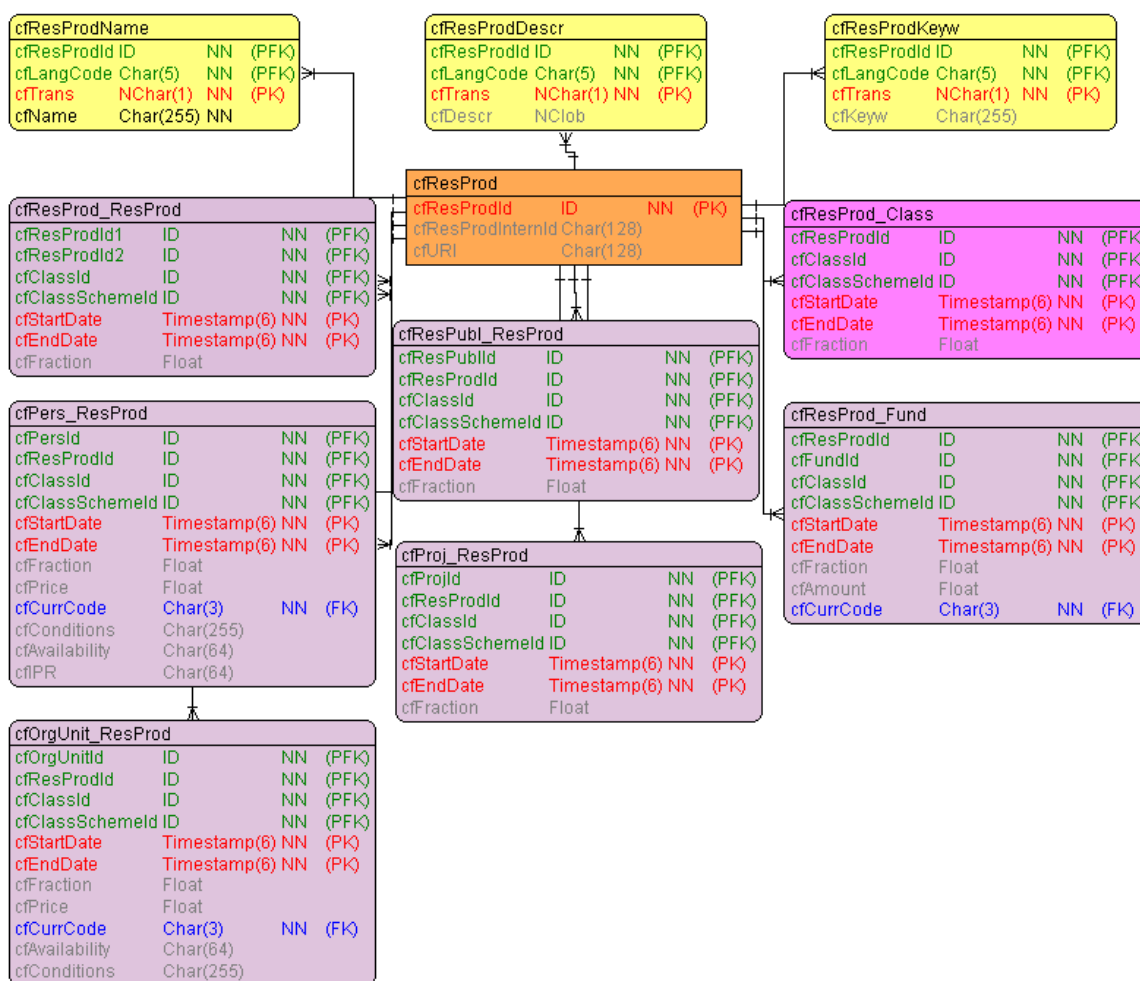 cfResProdName
cfResProdId ID NN (PFK)
cfLangCode Char(5) NN (PFK)
cfTrans NChar(1) NN (PK)
cfName Char(255) NN
cfResProdDescr
cfResProdId ID NN (PFK)
cfLangCode Char(5) NN (PFK)
cfTrans NChar(1) NN (PK)
cfDescr NClob
cfResProdKeyw
cfResProdId ID NN (PFK)
cfLangCode Char(5) NN (PFK)
cfTrans NChar(1) NN (PK)
cfKeyw Char(255)
cfResProd
cfResProdId ID NN (PK)
cfResProdInternId Char(128)
cfURI Char(128)
cfResProd_ResProd
cfResProdId1 ID NN (PFK)
cfResProdId2 ID NN (PFK)
cfClassId ID NN (PFK)
cfClassSchemeId ID NN (PFK)
cfStartDate Timestamp(6) NN (PK)
cfEndDate Timestamp(6) NN (PK)
cfFraction Float
cfResProd_Class
cfResProdId ID NN (PFK)
cfClassId ID NN (PFK)
cfClassSchemeId ID NN (PFK)
cfStartDate Timestamp(6) NN (PK)
cfEndDate Timestamp(6) NN (PK)
cfFraction Float
cfResPubl_ResProd
cfResPublId ID NN (PFK)
cfResProdId ID NN (PFK)
cfClassId ID NN (PFK)
cfClassSchemeId ID NN (PFK)
cfStartDate Timestamp(6) NN (PK)
cfEndDate Timestamp(6) NN (PK)
cfFraction Float
cfPers_ResProd
cfPersId ID NN (PFK)
cfResProdId ID NN (PFK)
cfClassId ID NN (PFK)
cfClassSchemeId ID NN (PFK)
cfStartDate Timestamp(6) NN (PK)
cfEndDate Timestamp(6) NN (PK)
cfFraction Float
cfPrice Float
cfCurrCode Char(3) NN (FK)
cfConditions Char(255)
cfAvailability Char(64)
cfIPR Char(64)
cfResProd_Fund
cfResProdId ID NN (PFK)
cfFundId ID NN (PFK)
cfClassId ID NN (PFK)
cfClassSchemeId ID NN (PFK)
cfStartDate Timestamp(6) NN (PK)
cfEndDate Timestamp(6) NN (PK)
cfFraction Float
cfAmount Float
cfCurrCode Char(3) NN (FK)
cfProj_ResProd
cfProjId ID NN (PFK)
cfResProdId ID NN (PFK)
cfClassId ID NN (PFK)
cfClassSchemeId ID NN (PFK)
cfStartDate Timestamp(6) NN (PK)
cfEndDate Timestamp(6) NN (PK)
cfFraction Float
cfOrgUnit_ResProd
cfOrgUnitId ID NN (PFK)
cfResProdId ID NN (PFK)
cfClassId ID NN (PFK)
cfClassSchemeId ID NN (PFK)
cfStartDate Timestamp(6) NN (PK)
cfEndDate Timestamp(6) NN (PK)
cfFraction Float
cfPrice Float
cfCurrCode Char(3) NN (FK)
cfAvailability Char(64)
cfConditions Char(255)